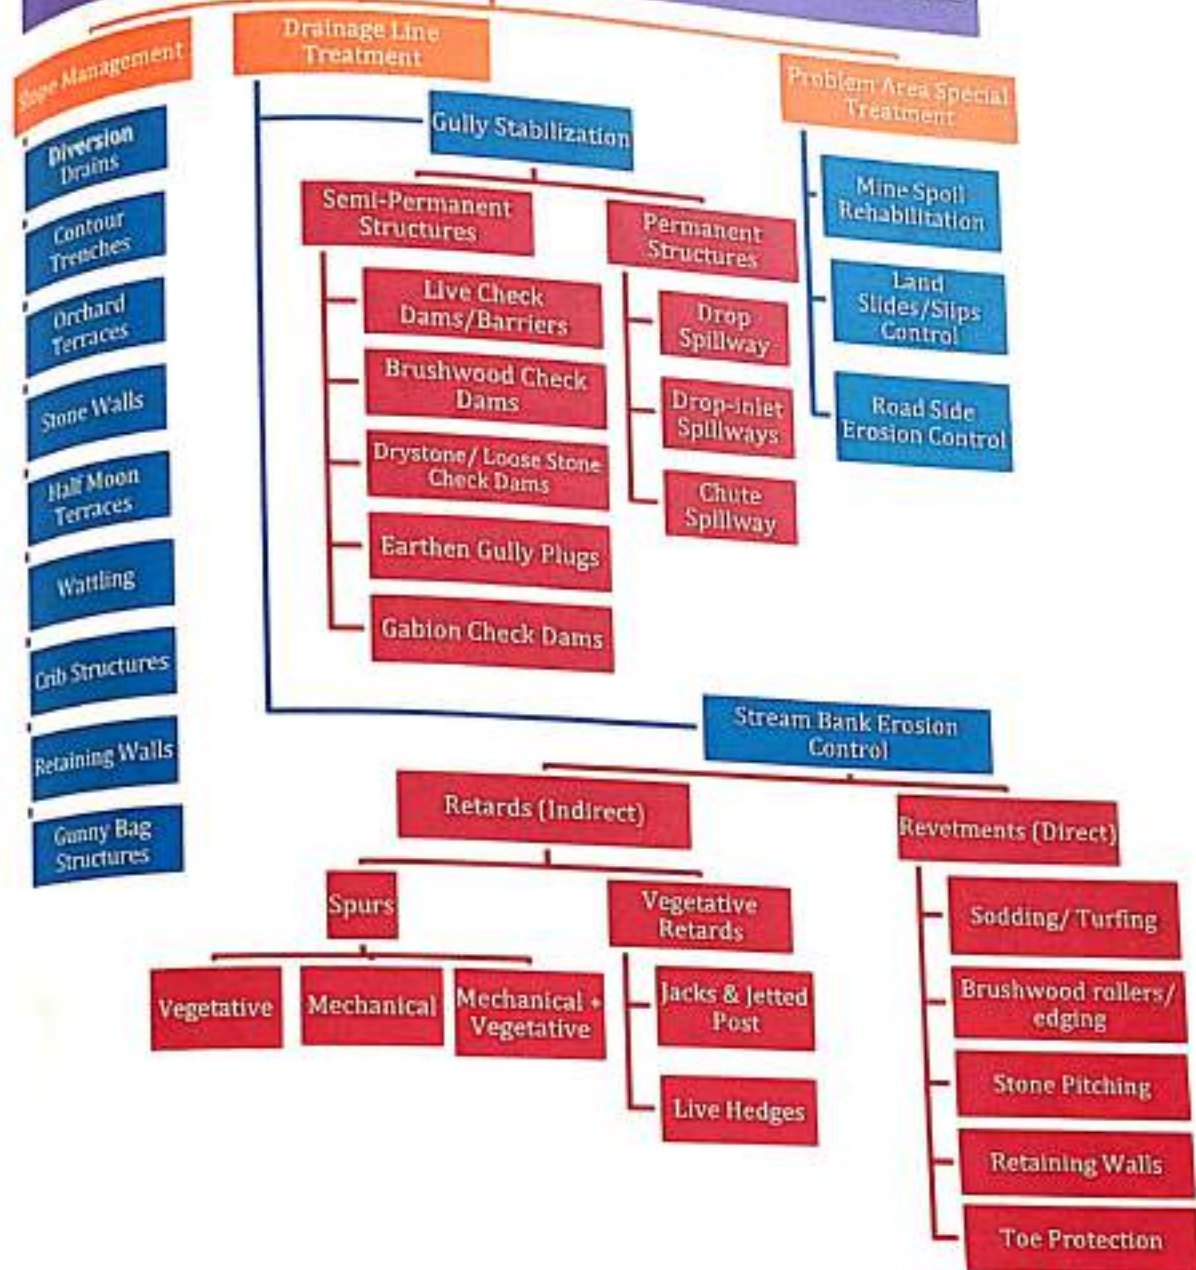 Slope Management
Diversion
Drains
Contour
Trenches
Orchard
Terraces
Stone Walls
Half Moon
Terraces
Wattling
Crib Structures
Retaining Walls
Gunny Bag
Structures
Drainage Line
Treatment
Gully Stabilization
Semi-Permanent
Structures
Live Check
Dams/Barriers
Brushwood Check
Dams
Drystone/ Loose Stone
Check Dams
Earthen Gully Plugs
Gabion Check Dams
Permanent
Structures
Drop
Spillway
Drop-inlet
Spillways
Chute
Spillway
Stream Bank Erosion
Control
Retards (Indirect)
Spurs
Vegetative
Mechanical
Mechanical +
Vegetative
Vegetative
Retards
Jacks & Jetted
Post
Live Hedges
Revetments (Direct)
Sodding/ Turfing
Brushwood rollers/
edging
Stone Pitching
Retaining Walls
Toe Protection
Problem Area Special
Treatment
Mine Spoil
Rehabilitation
Land
Slides/Slips
Control
Road Side
Erosion Control